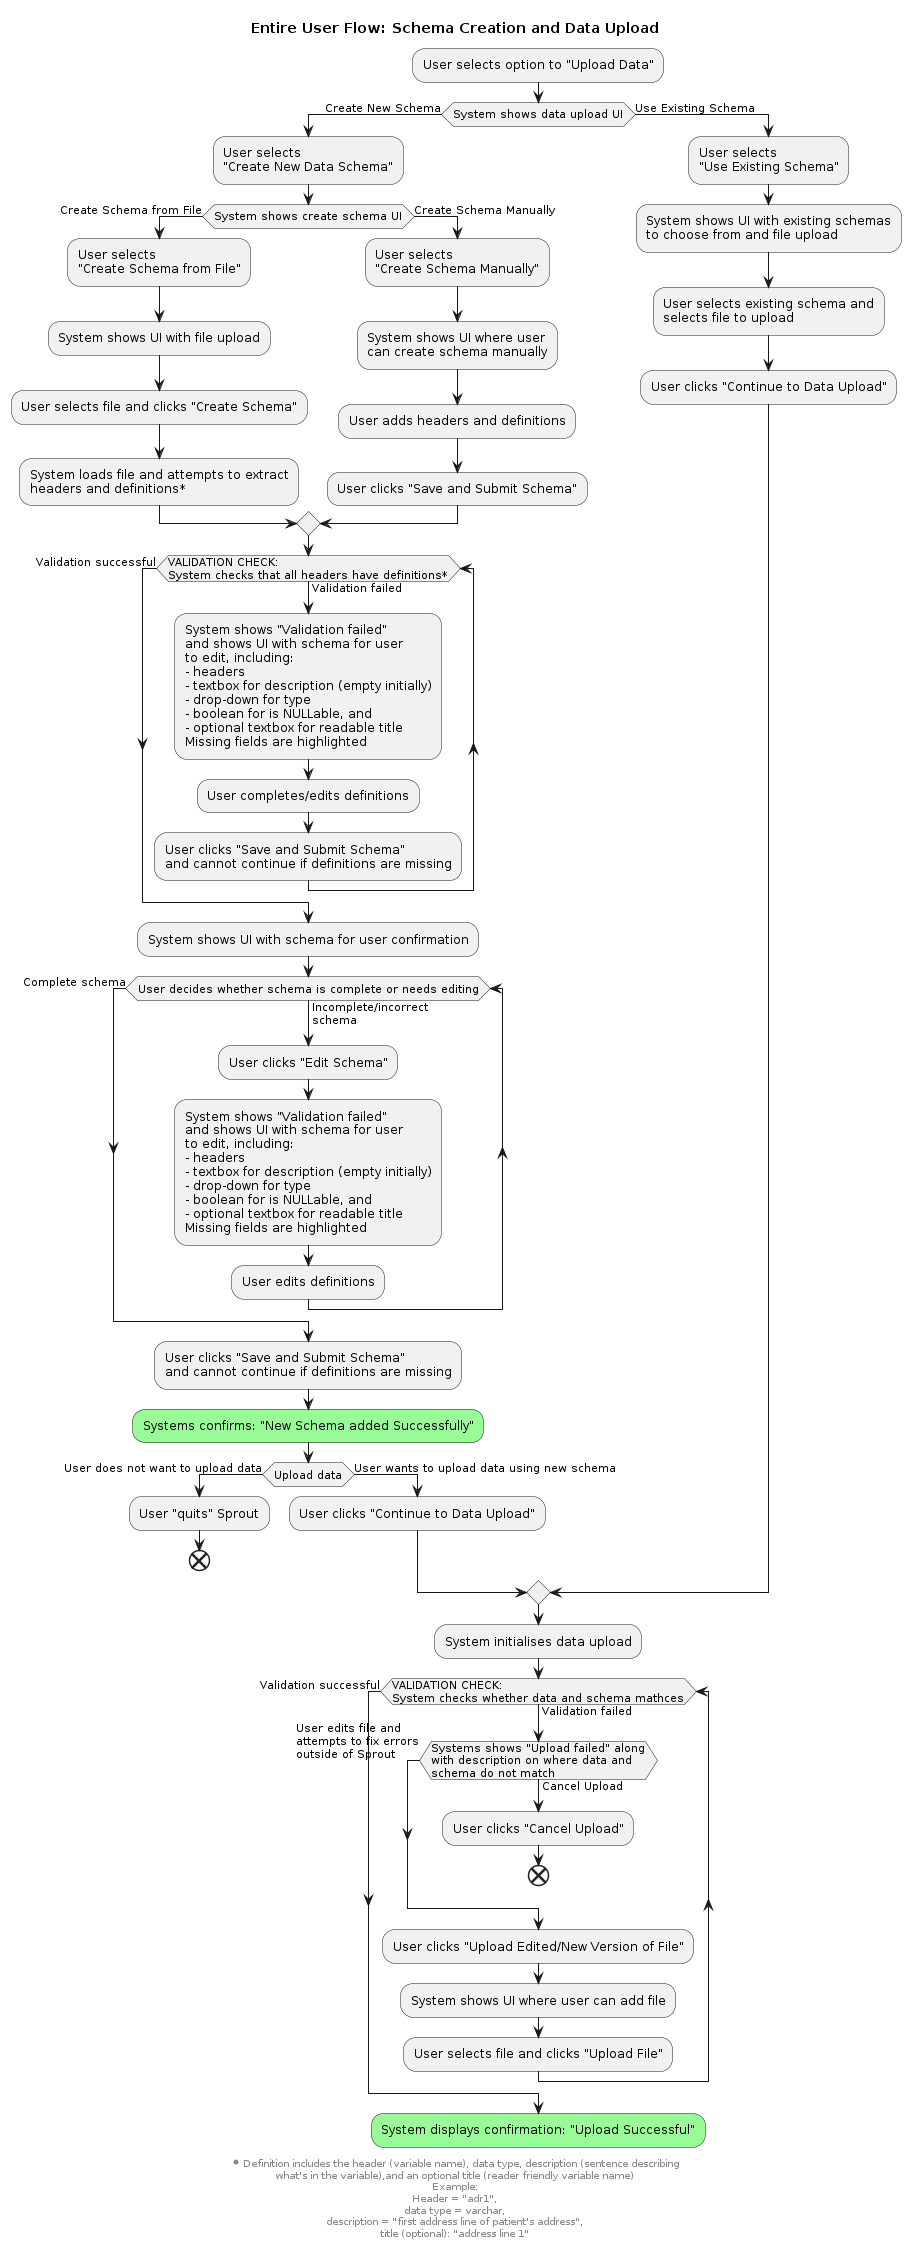 Entire User Flow: Schema Creation and Data Upload
User selects option to "Upload Data"
Create New Schema
System shows data upload UI
Use Existing Schema
User selects
"Create New Data Schema"
User selects
"Use Existing Schema"
Create Schema from File
System shows create schema UI
Create Schema Manually
System shows UI with existing schemas
to choose from and file upload
User selects
"Create Schema from File"
User selects
"Create Schema Manually"
User selects existing schema and
selects file to upload
System shows UI with file upload
System shows UI where user
can create schema manually
User clicks "Continue to Data Upload"
User selects file and clicks "Create Schema"
User adds headers and definitions
System loads file and attempts to extract
headers and definitions*
User clicks "Save and Submit Schema"
Validation successful
VALIDATION CHECK:
System checks that all headers have definitions*
Validation failed
System shows "Validation failed"
and shows UI with schema for user
to edit, including:
- headers
- textbox for description (empty initially)
- drop-down for type
- boolean for is NULLable, and
- optional textbox for readable title
Missing fields are highlighted
User completes/edits definitions
User clicks "Save and Submit Schema"
and cannot continue if definitions are missing
System shows UI with schema for user confirmation
Complete schema
User decides whether schema is complete or needs editing
Incomplete/incorrect
schema
User clicks "Edit Schema"
System shows "Validation failed"
and shows UI with schema for user
to edit, including:
- headers
- textbox for description (empty initially)
- drop-down for type
- boolean for is NULLable, and
- optional textbox for readable title
Missing fields are highlighted
User edits definitions
User clicks "Save and Submit Schema"
and cannot continue if definitions are missing
Systems confirms: "New Schema added Successfully"
User does not want to upload data
Upload data
User wants to upload data using new schema
User "quits" Sprout
User clicks "Continue to Data Upload"
System initialises data upload
Validation successful
VALIDATION CHECK:
System checks whether data and schema mathces
Validation failed
User edits file and
attempts to fix errors
outside of Sprout
Systems shows "Upload failed" along
with description on where data and
schema do not match
Cancel Upload
User clicks "Cancel Upload"
User clicks "Upload Edited/New Version of File"
System shows UI where user can add file
User selects file and clicks "Upload File"
System displays confirmation: "Upload Successful"
* Definition includes the header (variable name), data type, description (sentence describing
what's in the variable),and an optional title (reader friendly variable name)
Example:
Header = "adr1",
data type = varchar,
description = "first address line of patient's address",
title (optional): "address line 1"